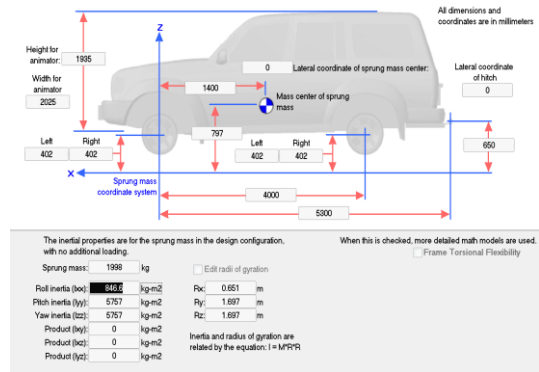 All dimensions and
coordinates are in millimeters
Z
Height for
animator:
1935
Width for
animator
2025
0
Lateral coordinate of sprung mass center:
Lateral coordinate
of hitch
0
1400
Mass center of sprung
mass
797
Left
Right
402
402
Left
Right
402
402
650
X
Sprung mass
coordinate system
4000
5300
The inertial properties are for the sprung mass in the design configuration,
with no additional loading.
When this is checked, more detailed math models are used.
Frame Torsional Flexibility
Sprung mass: 1998 kg
Edit radii of gyration
Roll inertia (Ixx): 846.6 kg-m2
Rx: 0.651 m
Pitch inertia (Iyy): 5757 kg-m2
Ry: 1.697 m
Yaw inertia (Izz): 5757 kg-m2
Rz: 1.697 m
Product (Ixy): 0 kg-m2
Product (Ixz): 0 kg-m2
Product (Iyz): 0 kg-m2
Inertia and radius of gyration are
related by the equation: I = M*R*R